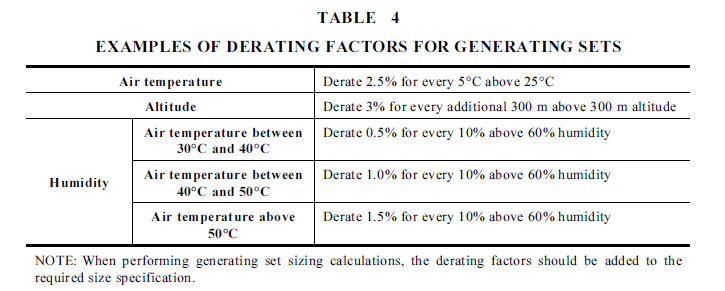 TABLE 4
EXAMPLES OF DERATING FACTORS FOR GENERATING SETS
Air temperature Derate 2.5% for every 5°C above 25°C
Altitude Derate 3% for every additional 300 m above 300 m altitude
Humidity
Air temperature between
30°C and 40°C
Derate 0.5% for every 10% above 60% humidity
Air temperature between
40°C and 50°C
Derate 1.0% for every 10% above 60% humidity
Air temperature above
50°C
Derate 1.5% for every 10% above 60% humidity
NOTE: When performing generating set sizing calculations, the derating factors should be added to the
required size specification.